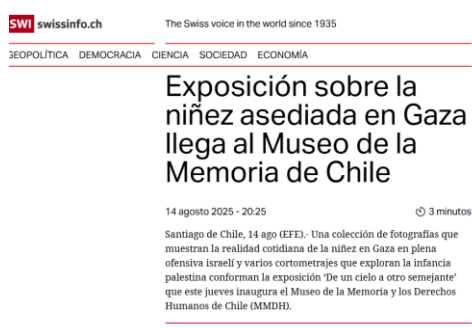 SWI swissinfo.ch
The Swiss voice in the world since 1935
GEOPOLÍTICA DEMOCRACIA CIENCIA SOCIEDAD ECONOMÍA
Exposición sobre la
niñez asediada en Gaza
llega al Museo de la
Memoria de Chile
14 agosto 2025 - 20:25
3 minutos
Santiago de Chile, 14 ago (EFE).- Una colección de fotografías que
muestran la realidad cotidiana de la niñez en Gaza en plena
ofensiva israelí y varios cortometrajes que exploran la infancia
palestina conforman la exposición ‘De un cielo a otro semejante’
que este jueves inaugura el Museo de la Memoria y los Derechos
Humanos de Chile (MMDH).